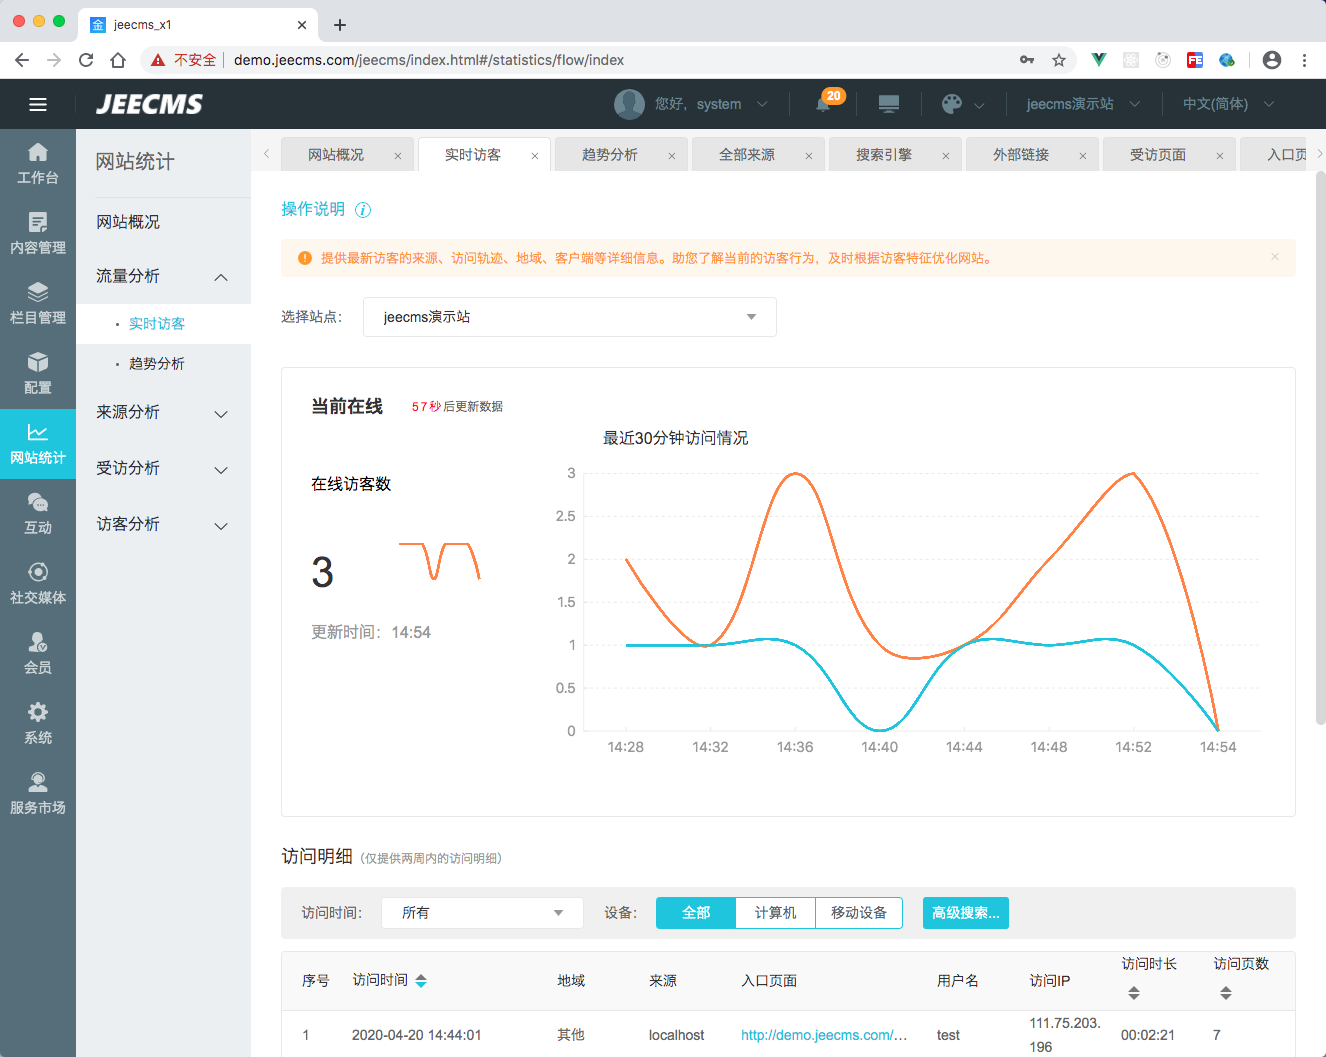 金 jeecms_x1
不安全 demo.jeecms.com/jeecms/index.html#/statistics/flow/index
FE
JEECMS 您好，system 20 jeecms演示站 中文(简体)
工作台
内容管理
栏目管理
配置
网站统计
互动
社交媒体
会员
系统
服务市场
网站统计
网站概况
流量分析
· 实时访客
· 趋势分析
来源分析
受访分析
访客分析
网站概况 实时访客 趋势分析 全部来源 搜索引擎 外部链接 受访页面 入口页
操作说明
提供最新访客的来源、访问轨迹、地域、客户端等详细信息。助您了解当前的访客行为，及时根据访客特征优化网站。
选择站点： jeecms演示站
当前在线 57秒后更新数据
最近30分钟访问情况
在线访客数
3
更新时间：14:54
3
2.5
2
1.5
1
0.5
0
14:28 14:32 14:36 14:40 14:44 14:48 14:52 14:54
访问明细 （仅提供两周内的访问明细）
访问时间： 所有 设备： 全部 计算机 移动设备 高级搜索...
序号 访问时间 地域 来源 入口页面 用户名 访问IP 访问时长 访问页数
1 2020-04-20 14:44:01 其他 localhost http://demo.jeecms.com/... test 111.75.203.196 00:02:21 7